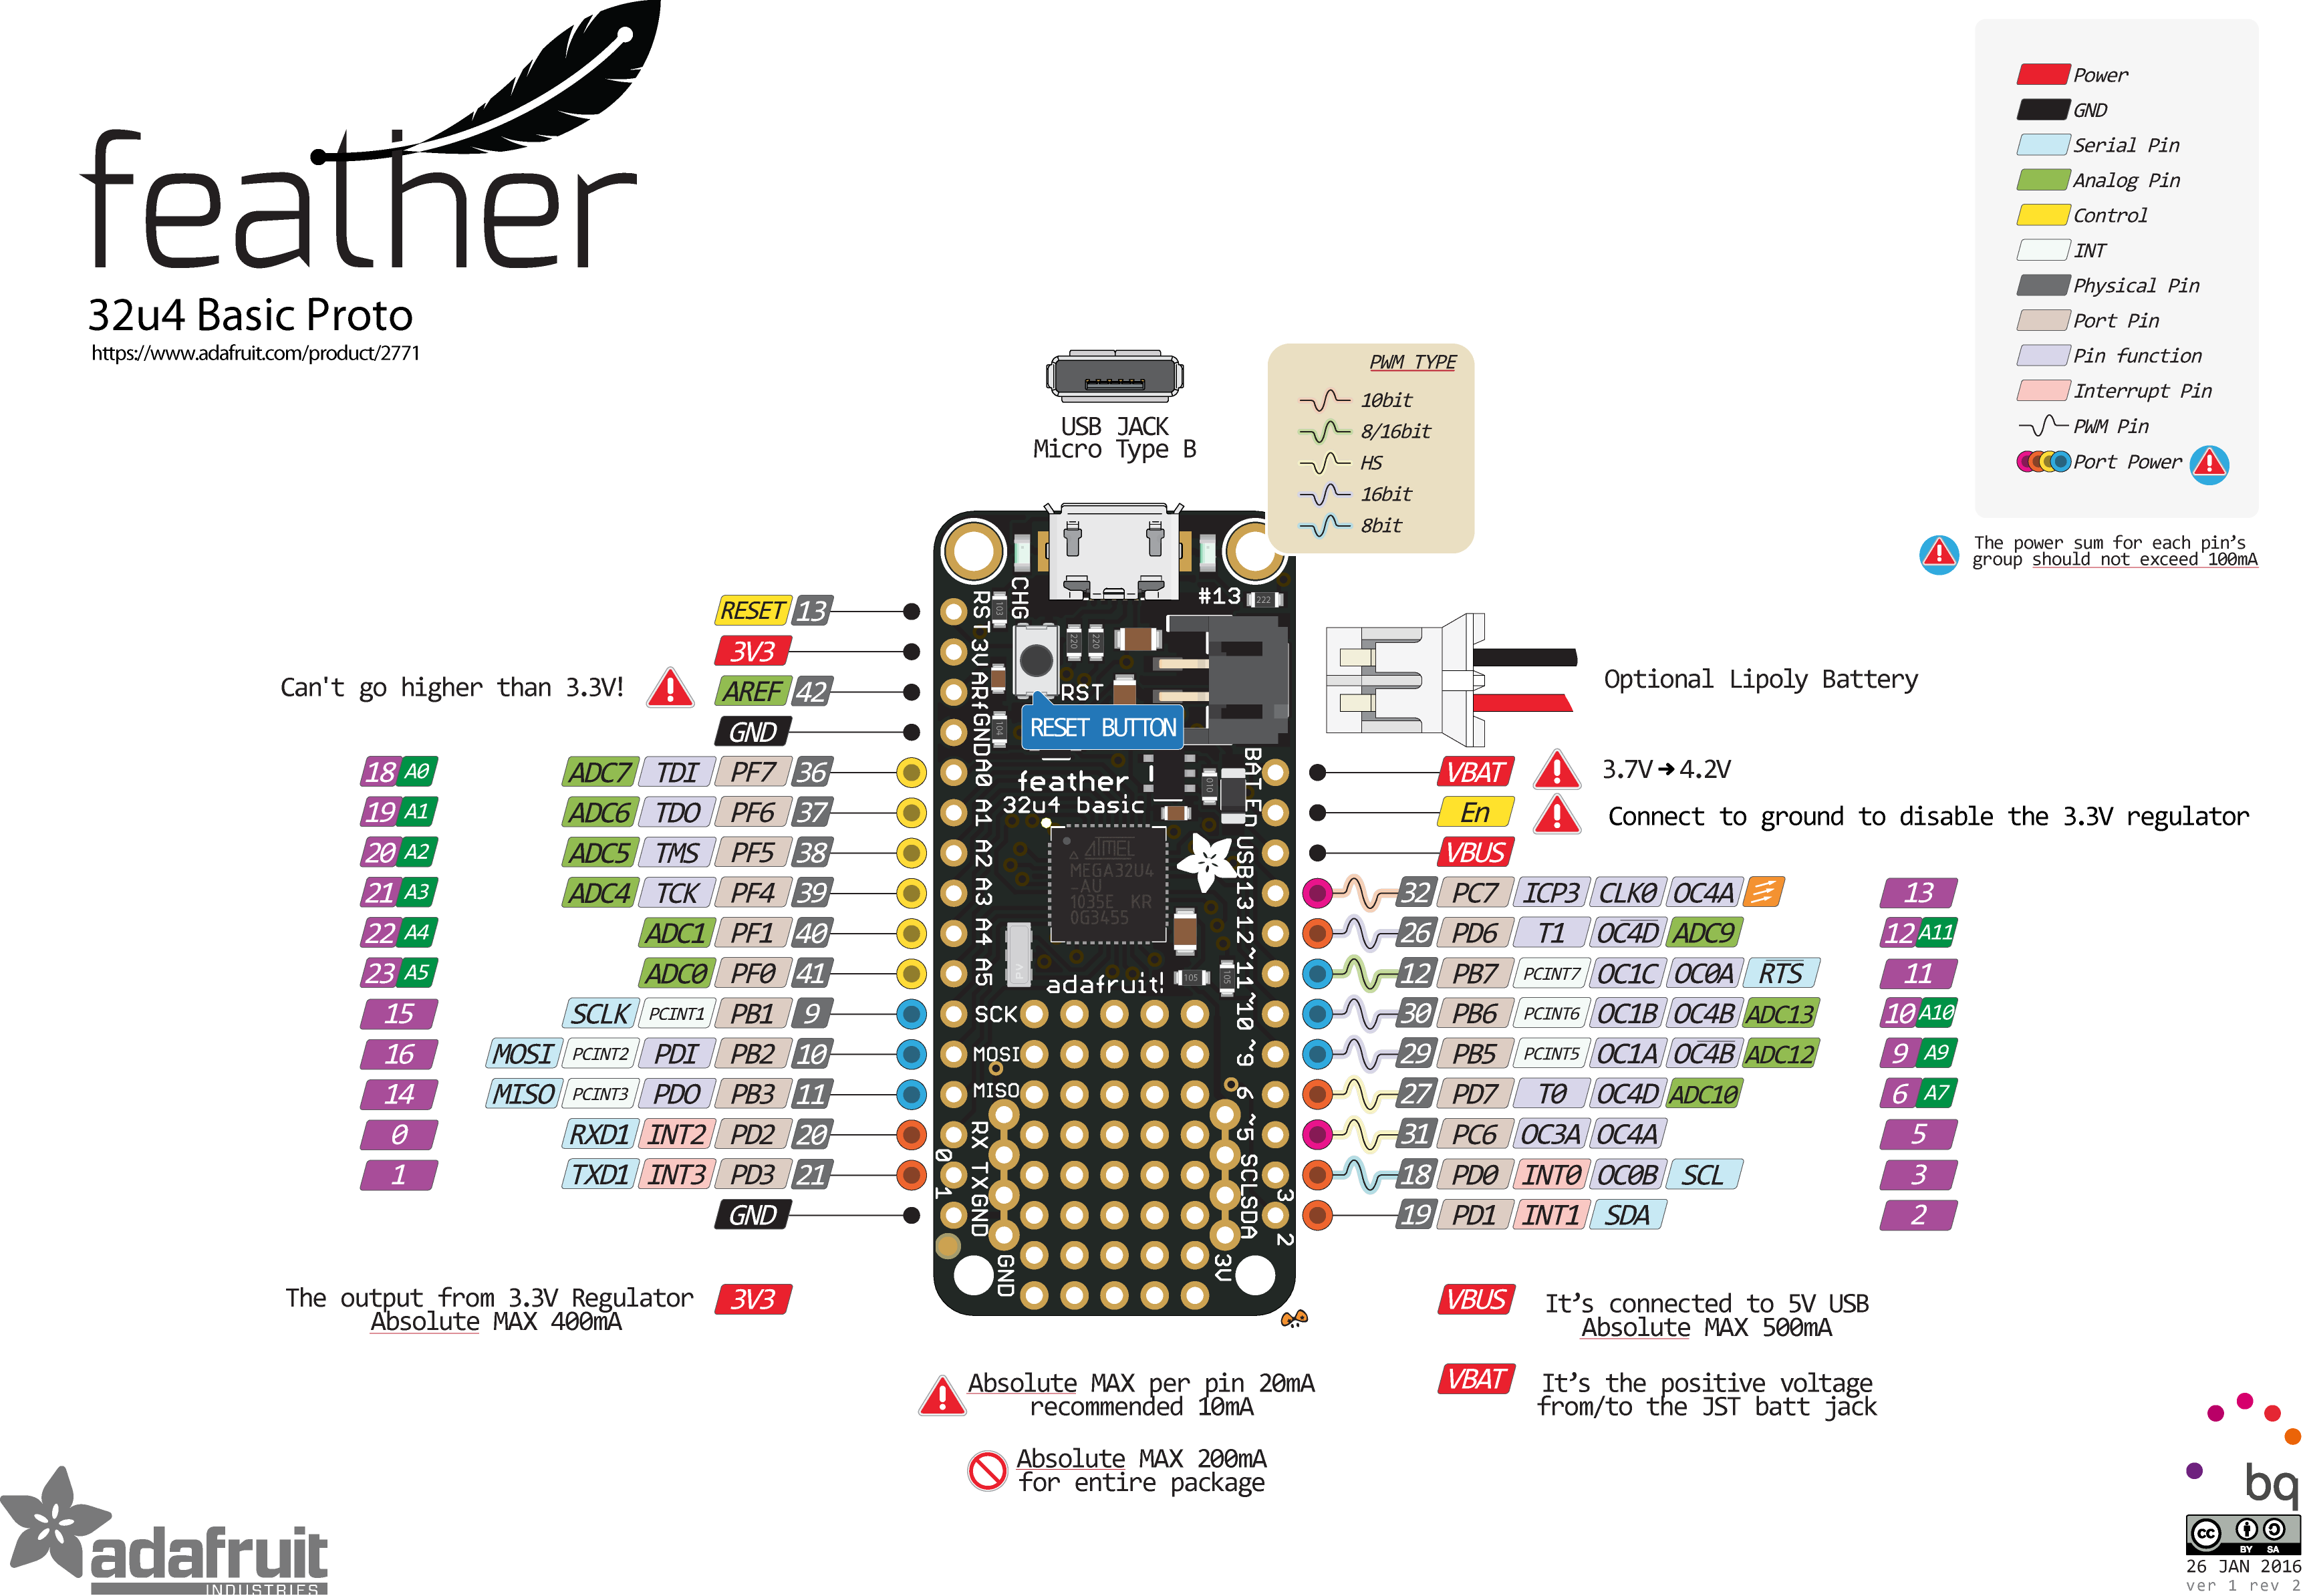 feather
32u4 Basic Proto
https://www.adafruit.com/product/2771
Power
GND
Serial Pin
Analog Pin
Control
INT
Physical Pin
Port Pin
Pin function
Interrupt Pin
PWM Pin
Port Power
The power sum for each pin's
group should not exceed 100mA
USB JACK
Micro Type B
PWM TYPE
10bit
8/16bit
HS
16bit
8bit
RESET 13
3V3
Can't go higher than 3.3V! AREF 42
GND
18 A0 ADC7 TDI PF7 36
19 A1 ADC6 TDO PF6 37
20 A2 ADC5 TMS PF5 38
21 A3 ADC4 TCK PF4 39
22 A4 ADC1 PF1 40
23 A5 ADC0 PF0 41
15 SCLK PCINT1 PB1 9
16 MOSI PCINT2 PDI PB2 10
14 MISO PCINT3 PDO PB3 11
0 RXD1 INT2 PD2 20
1 TXD1 INT3 PD3 21
GND
CHG
#13
222
103
220
220
RST
RESET BUTTON
104
010
feather
32u4 basic
ATMEL
MEGA32U4
-AU
1035E KR
0G3455
105
105
adafruit!
RST
3V
ARf
GND
A0
A1
A2
A3
A4
A5
SCK
MOSI
MISO
RX 0
TX 1
GND
GND
BAT
En
USB
13
12
~11
~10
~9
6
~5
SCL 3
SDA 2
3V
Optional Lipoly Battery
VBAT 3.7V➔4.2V
En Connect to ground to disable the 3.3V regulator
VBUS
32 PC7 ICP3 CLK0 OC4A 13
26 PD6 T1 OC4D ADC9 12 A11
12 PB7 PCINT7 OC1C OC0A RTS 11
30 PB6 PCINT6 OC1B OC4B ADC13 10 A10
29 PB5 PCINT5 OC1A OC4B ADC12 9 A9
27 PD7 T0 OC4D ADC10 6 A7
31 PC6 OC3A OC4A 5
18 PD0 INT0 OC0B SCL 3
19 PD1 INT1 SDA 2
The output from 3.3V Regulator 3V3
Absolute MAX 400mA
VBUS It's connected to 5V USB
Absolute MAX 500mA
VBAT It's the positive voltage
from/to the JST batt jack
Absolute MAX per pin 20mA
recommended 10mA
Absolute MAX 200mA
for entire package
adafruit
INDUSTRIES
bq
cc
BY SA
26 JAN 2016
ver 1 rev 2